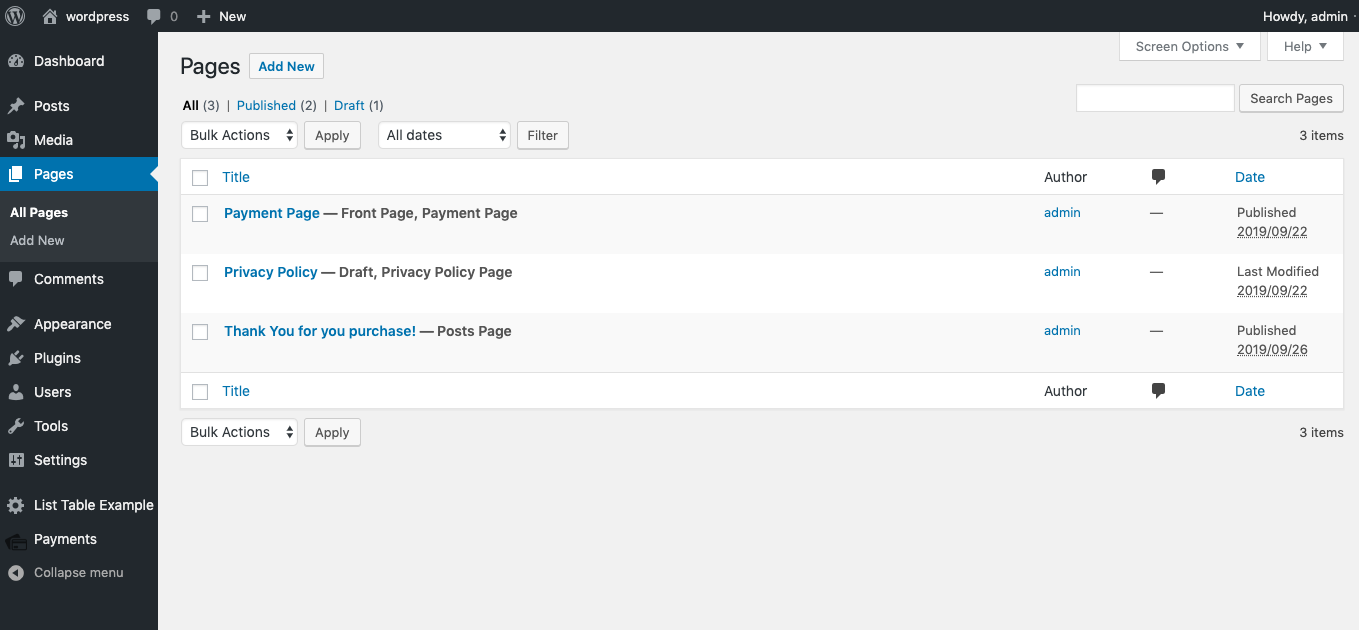 wordpress 0 New Howdy, admin
Dashboard
Posts
Media
Pages
All Pages
Add New
Comments
Appearance
Plugins
Users
Tools
Settings
List Table Example
Payments
Collapse menu
Screen Options Help
Pages Add New
All (3) | Published (2) | Draft (1)
Search Pages
Bulk Actions Apply All dates Filter 3 items
Title Author Date
Payment Page — Front Page, Payment Page admin — Published
2019/09/22
Privacy Policy — Draft, Privacy Policy Page admin — Last Modified
2019/09/22
Thank You for you purchase! — Posts Page admin — Published
2019/09/26
Title Author Date
Bulk Actions Apply 3 items